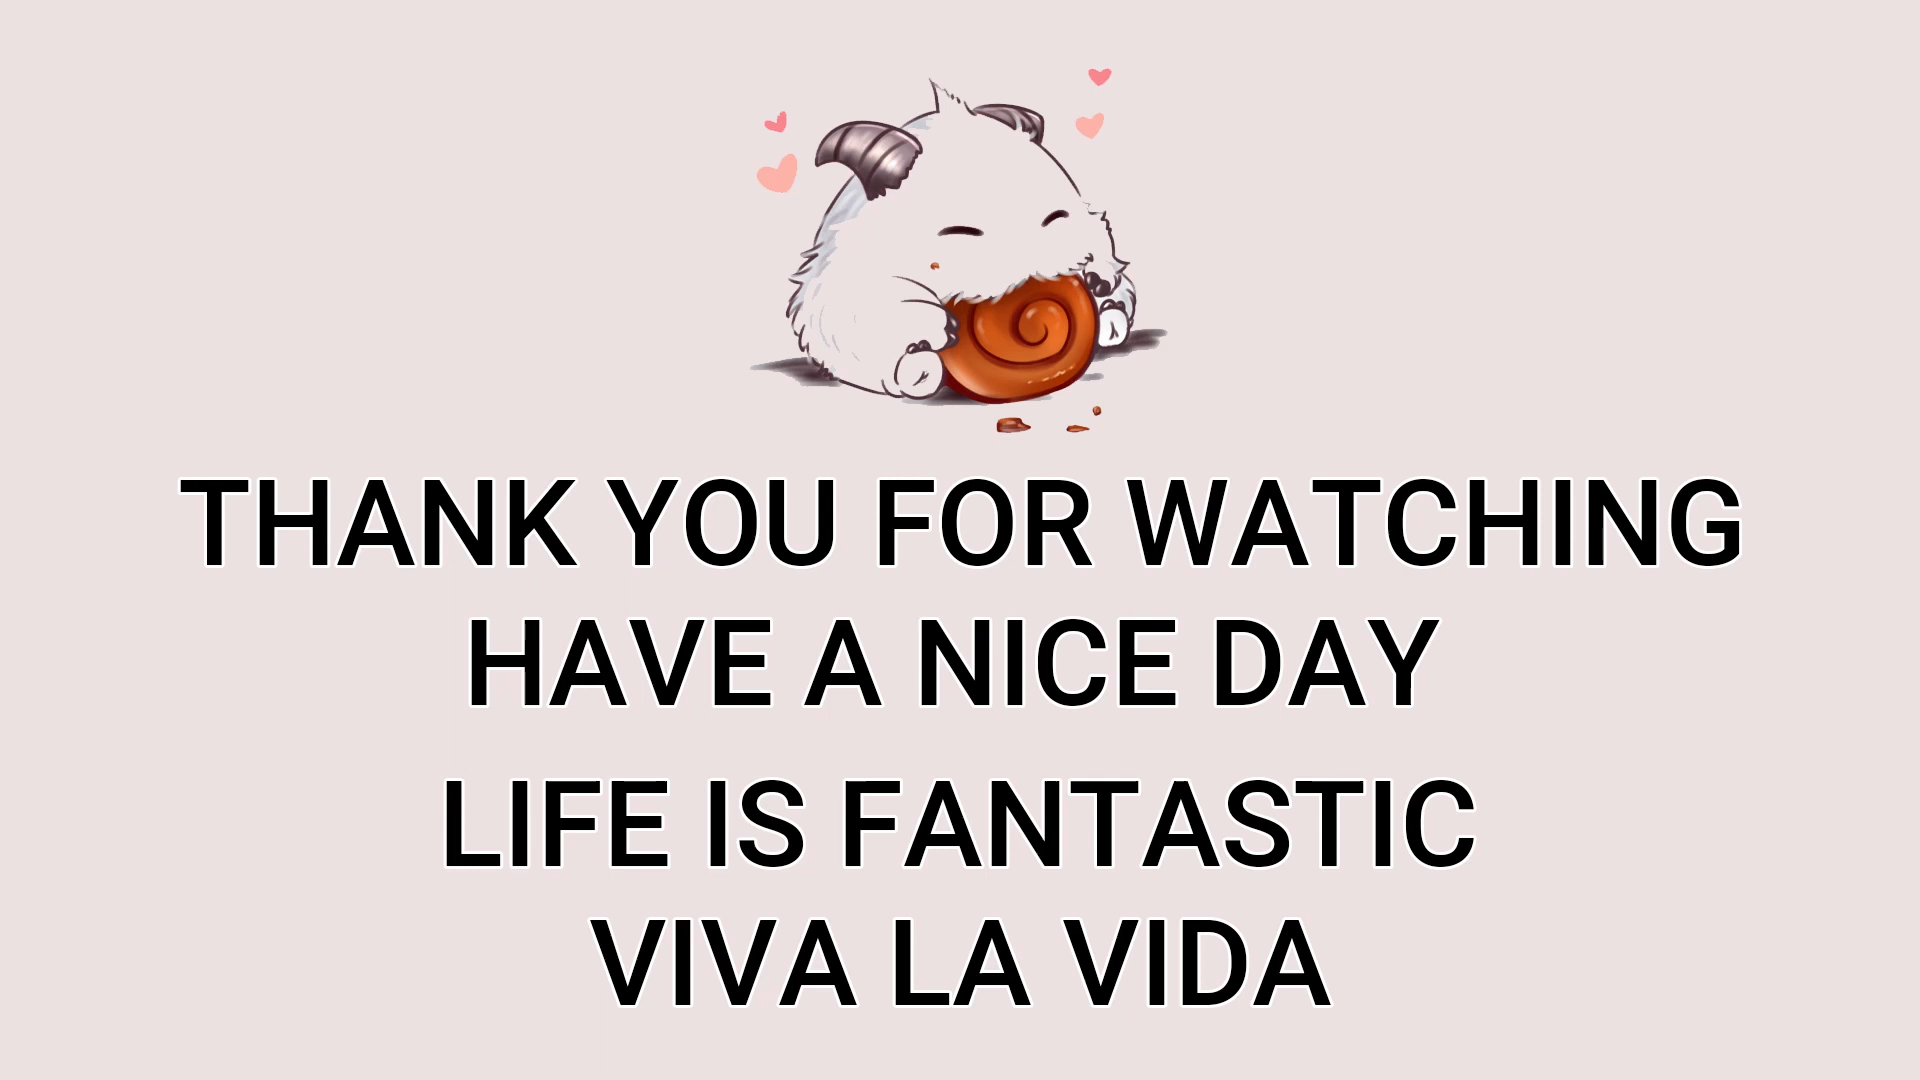 THANK YOU FOR WATCHING
HAVE A NICE DAY
LIFE IS FANTASTIC
VIVA LA VIDA